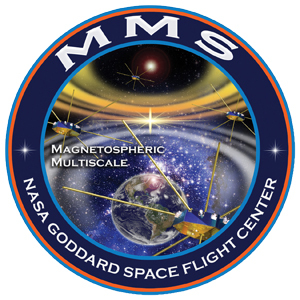 MMS
MAGNETOSPHERIC
MULTISCALE
NASA GODDARD SPACE FLIGHT CENTER